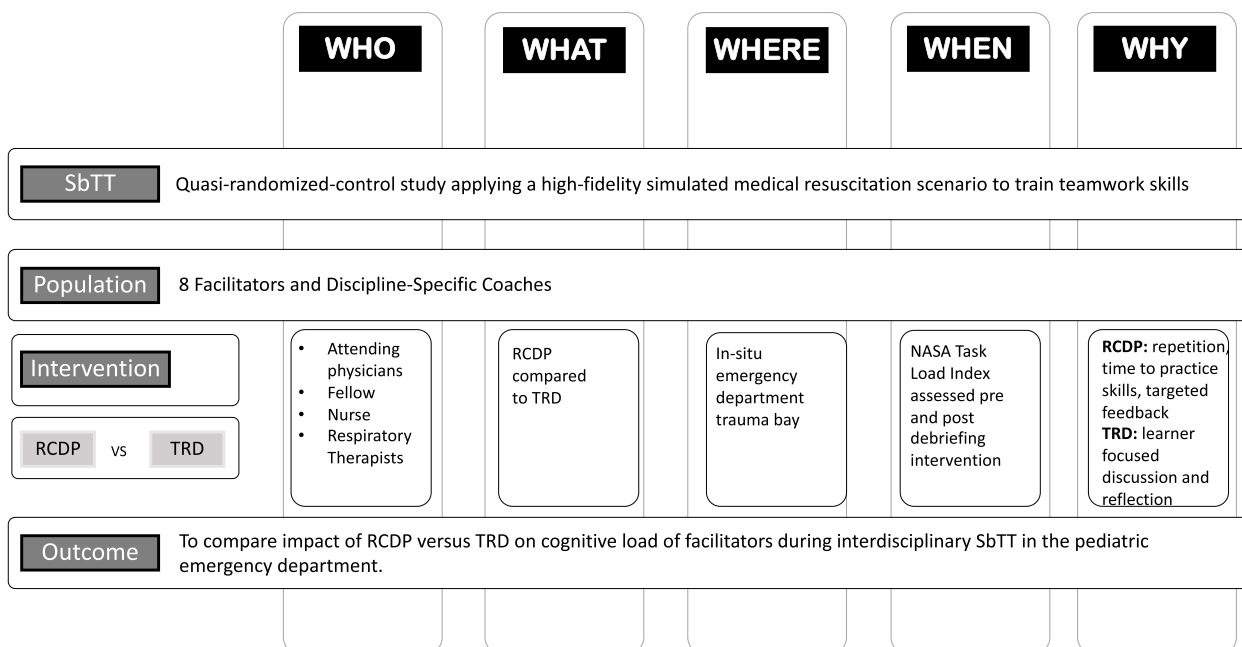 WHO
WHAT
WHERE
WHEN
WHY
SbTT
Quasi-randomized-control study applying a high-fidelity simulated medical resuscitation scenario to train teamwork skills
Population
8 Facilitators and Discipline-Specific Coaches
Intervention
RCDP
vs
TRD
• Attending
physicians
• Fellow
• Nurse
• Respiratory
Therapists
RCDP
compared
to TRD
In-situ
emergency
department
trauma bay
NASA Task
Load Index
assessed pre
and post
debriefing
intervention
RCDP: repetition,
time to practice
skills, targeted
feedback
TRD: learner
focused
discussion and
reflection
Outcome
To compare impact of RCDP versus TRD on cognitive load of facilitators during interdisciplinary SbTT in the pediatric
emergency department.